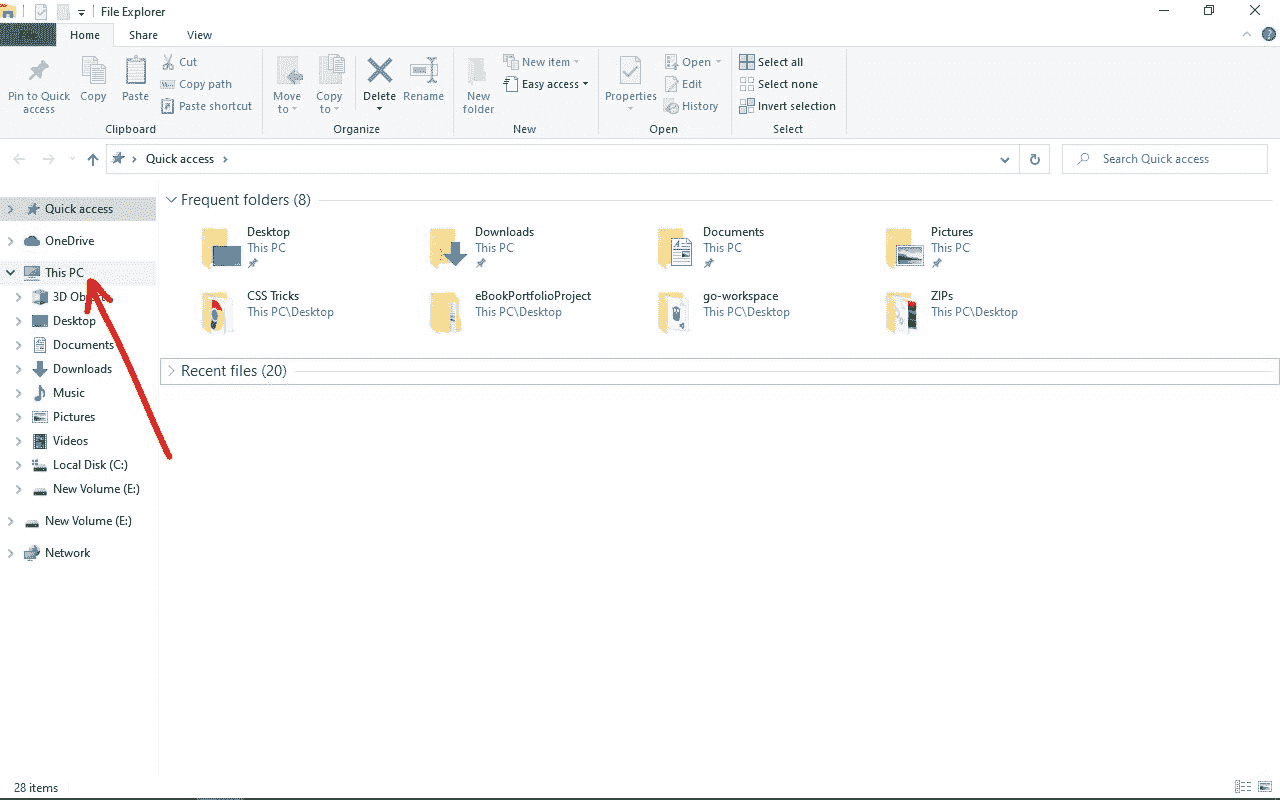 File Explorer
File
Home
Share
View
Pin to Quick
access
Copy
Paste
Cut
Copy path
Paste shortcut
Clipboard
Move
to
Copy
to
Delete
Rename
Organize
New
folder
New item
Easy access
New
Properties
Open
Edit
History
Open
Select all
Select none
Invert selection
Select
Quick access
Search Quick access
Quick access
OneDrive
This PC
3D Objects
Desktop
Documents
Downloads
Music
Pictures
Videos
Local Disk (C:)
New Volume (E:)
New Volume (E:)
Network
Frequent folders (8)
Desktop
This PC
Downloads
This PC
Documents
This PC
Pictures
This PC
CSS Tricks
This PC\Desktop
eBookPortfolioProject
This PC\Desktop
go-workspace
This PC\Desktop
ZIPs
This PC\Desktop
Recent files (20)
28 items